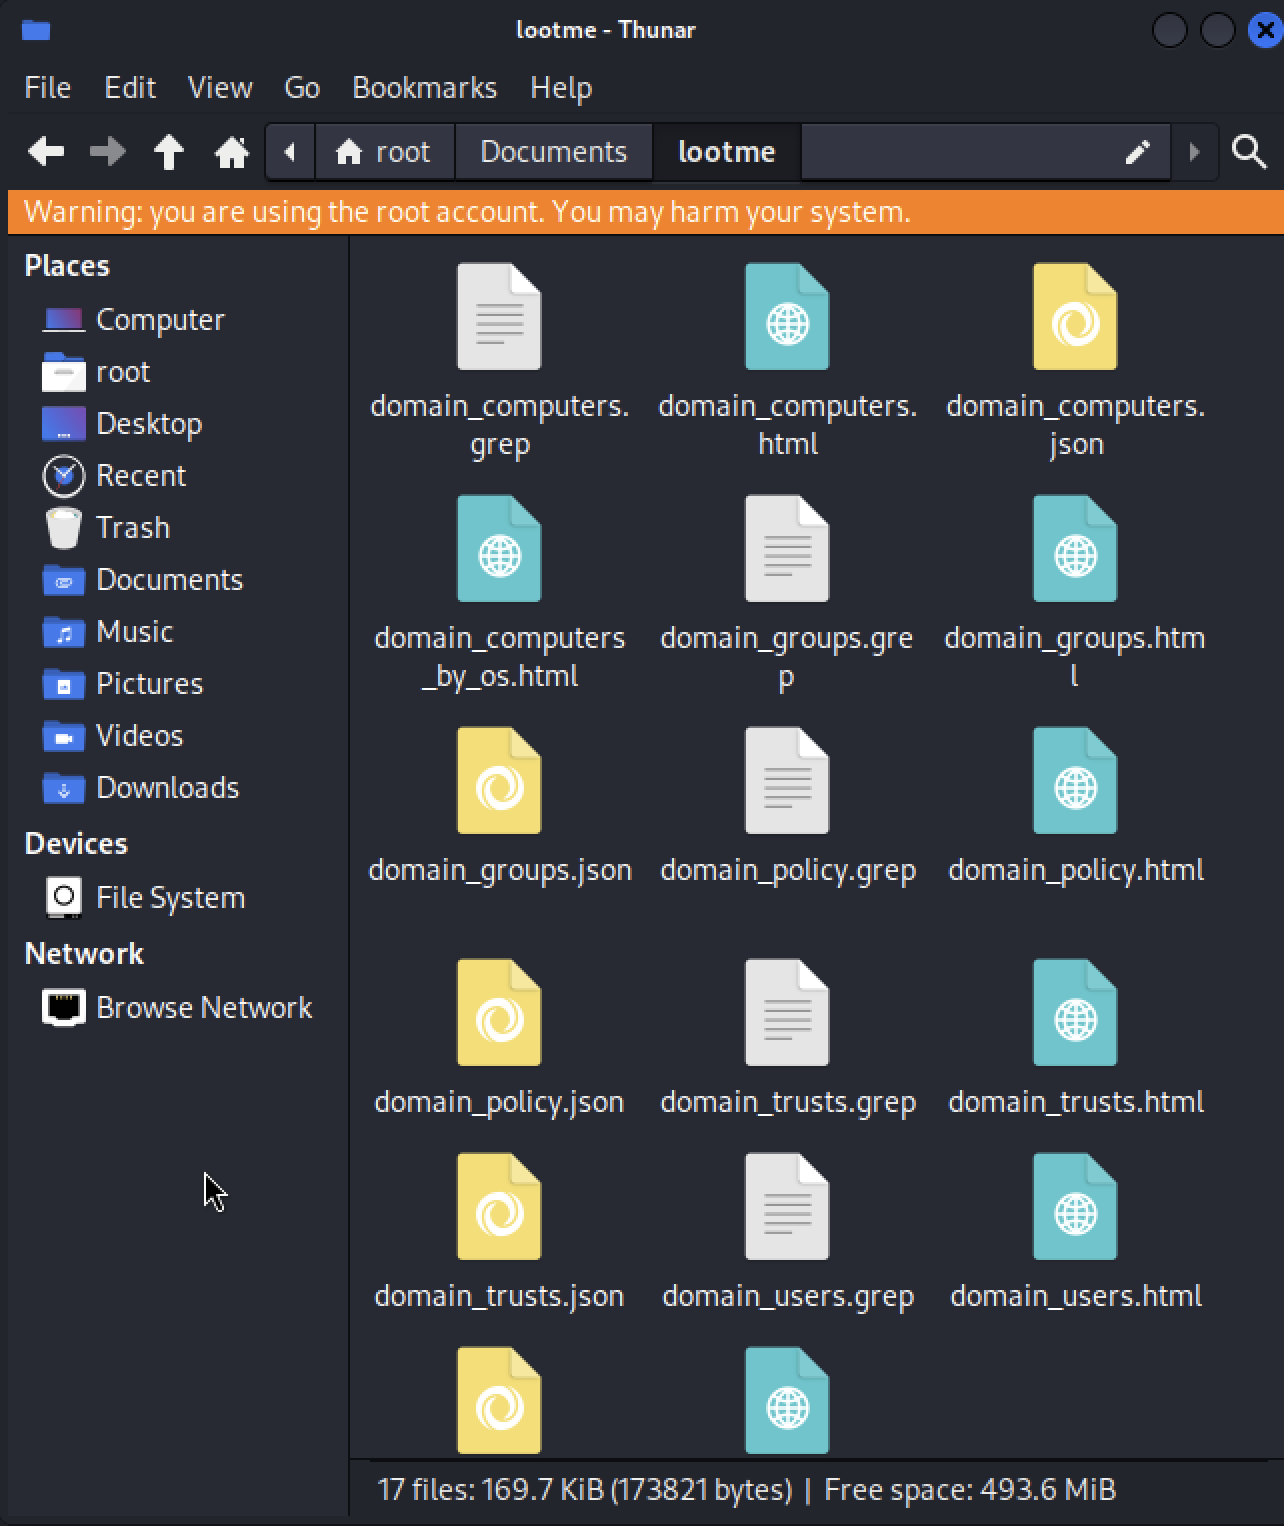 lootme - Thunar
File Edit View Go Bookmarks Help
root Documents lootme
Warning: you are using the root account. You may harm your system.
Places
Computer
root
Desktop
Recent
Trash
Documents
Music
Pictures
Videos
Downloads
Devices
File System
Network
Browse Network
domain_computers.
grep
domain_computers.
html
domain_computers.
json
domain_computers
_by_os.html
domain_groups.gre
p
domain_groups.htm
l
domain_groups.json
domain_policy.grep
domain_policy.html
domain_policy.json
domain_trusts.grep
domain_trusts.html
domain_trusts.json
domain_users.grep
domain_users.html
17 files: 169.7 KiB (173821 bytes) | Free space: 493.6 MiB